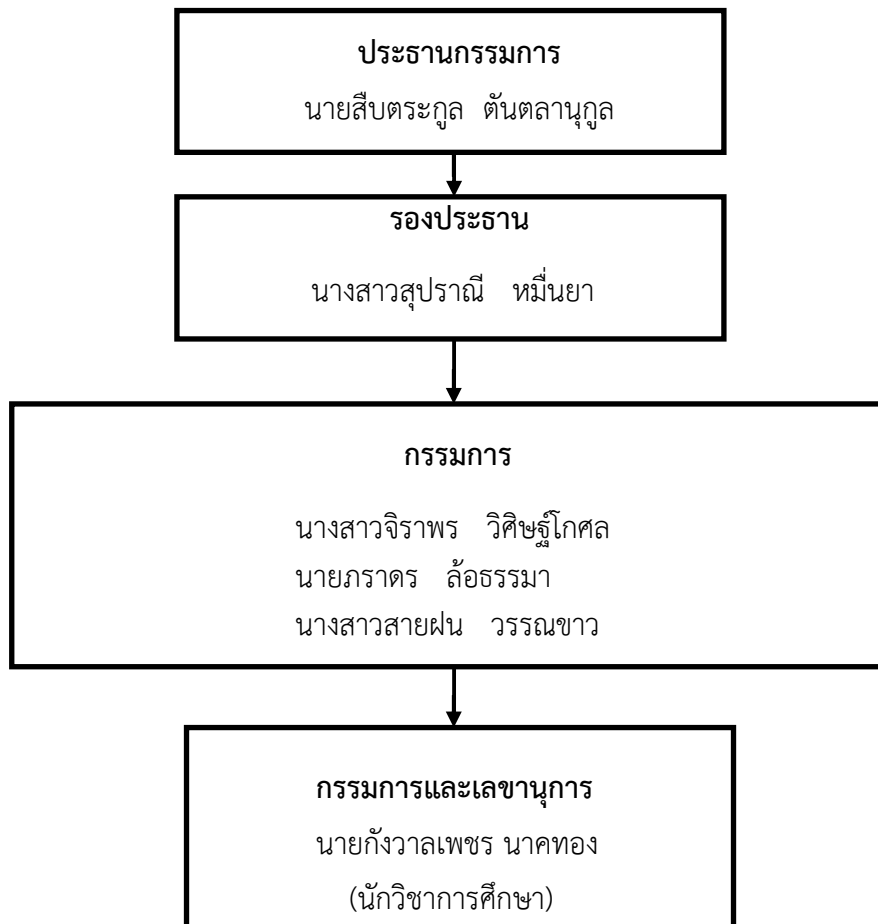 ประธานกรรมการ
นายสืบตระกูล ตันตลานุกูล
รองประธาน
นางสาวสุปราณี หมื่นยา
กรรมการ
นางสาวจิราพร วิศิษฐ์โกศล
นายภราดร ล้อธรรมา
นางสาวสายฝน วรรณขาว
กรรมการและเลขานุการ
นายกังวาลเพชร นาคทอง
(นักวิชาการศึกษา)